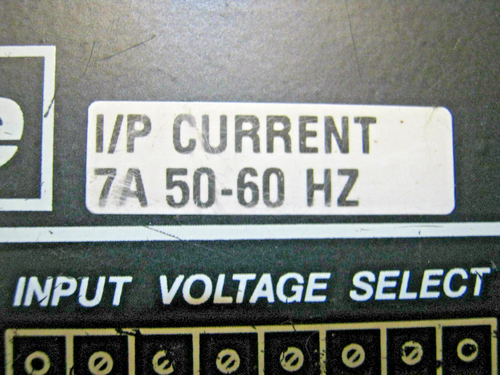 e
I/P CURRENT
7A 50-60 HZ
INPUT VOLTAGE SELECT